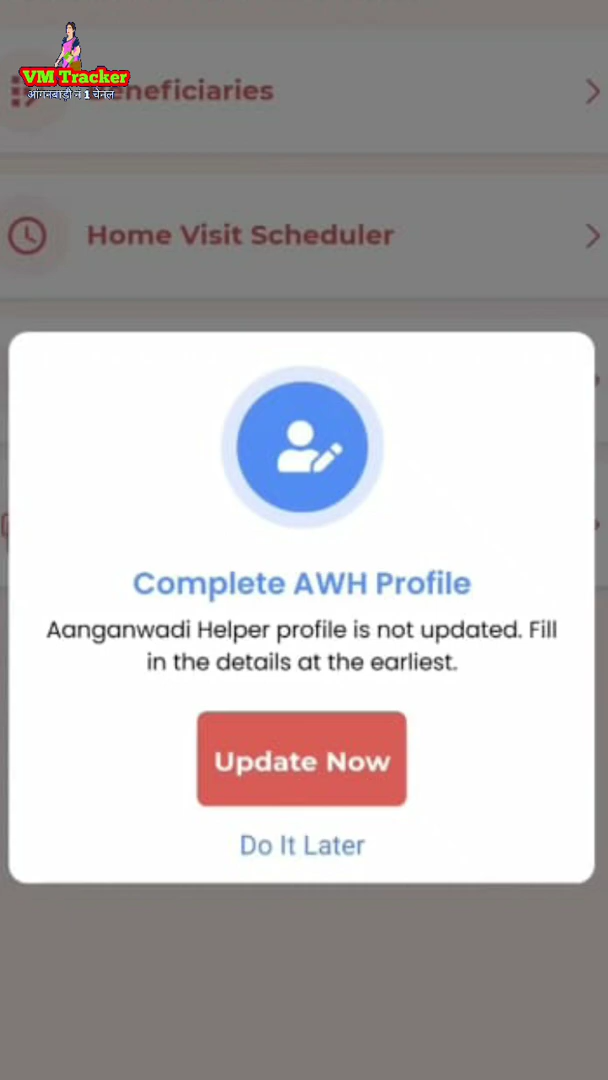 VM Tracker
आंगनबाड़ी न 1 चेनल
eneficiaries
Home Visit Scheduler
Complete AWH Profile
Aanganwadi Helper profile is not updated. Fill
in the details at the earliest.
Update Now
Do It Later